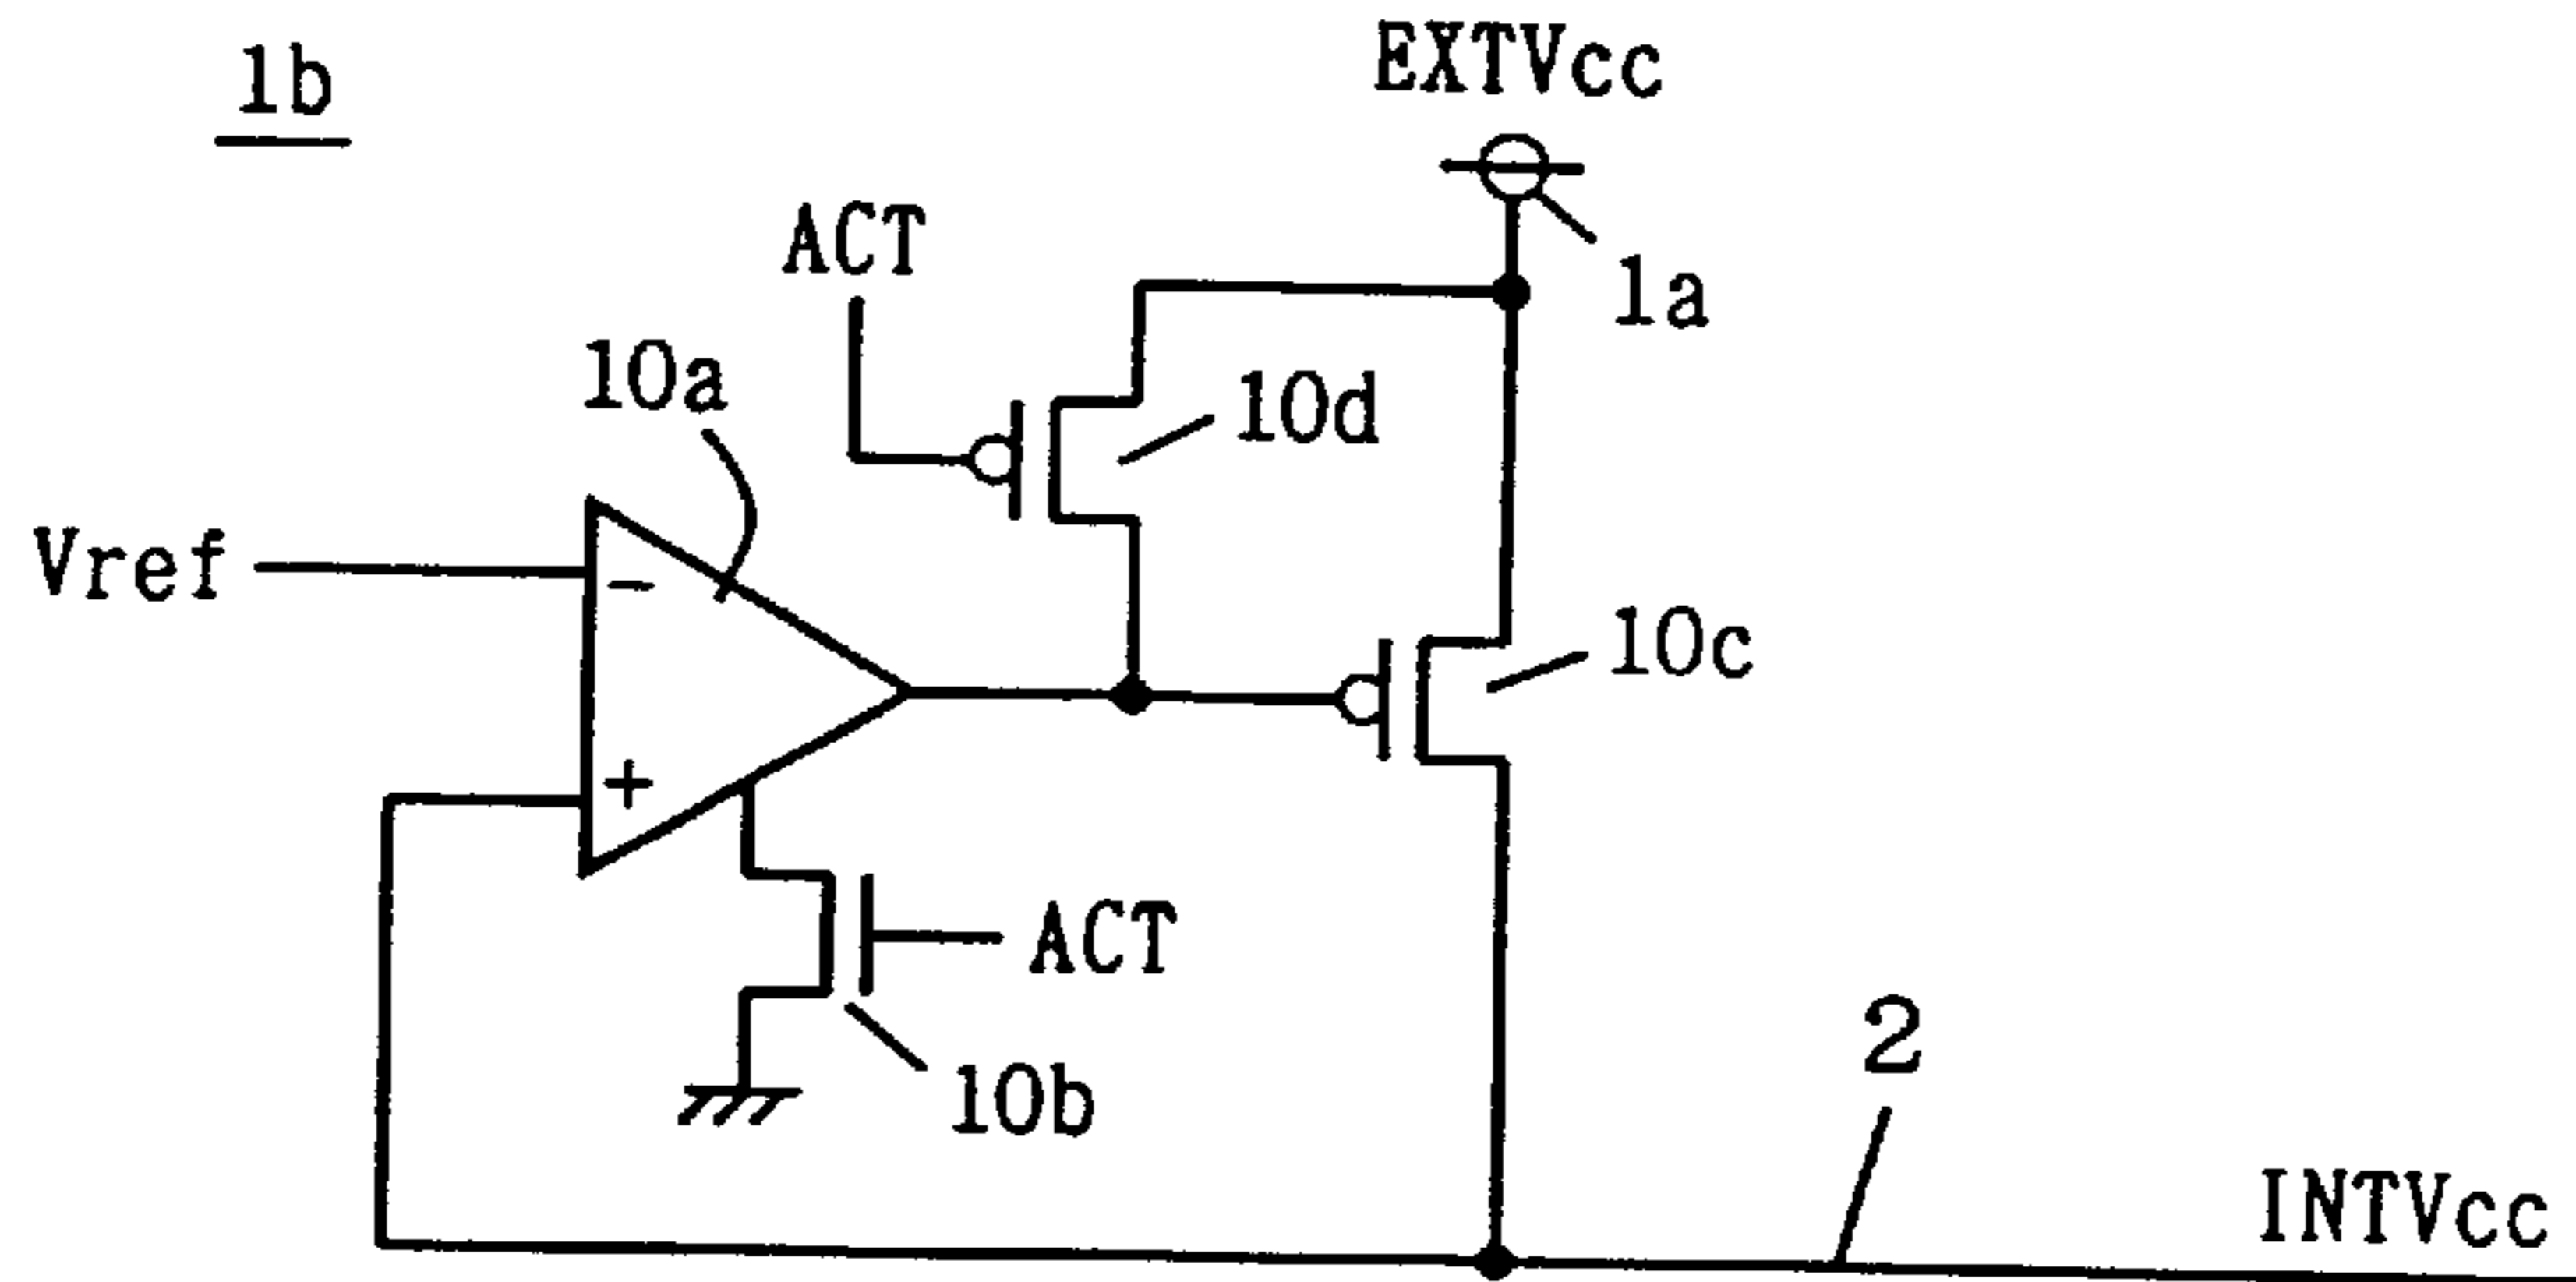 1b
EXTVcc
ACT
1a
10a
10d
Vref
-
10c
+
ACT
10b
2
INTVcc